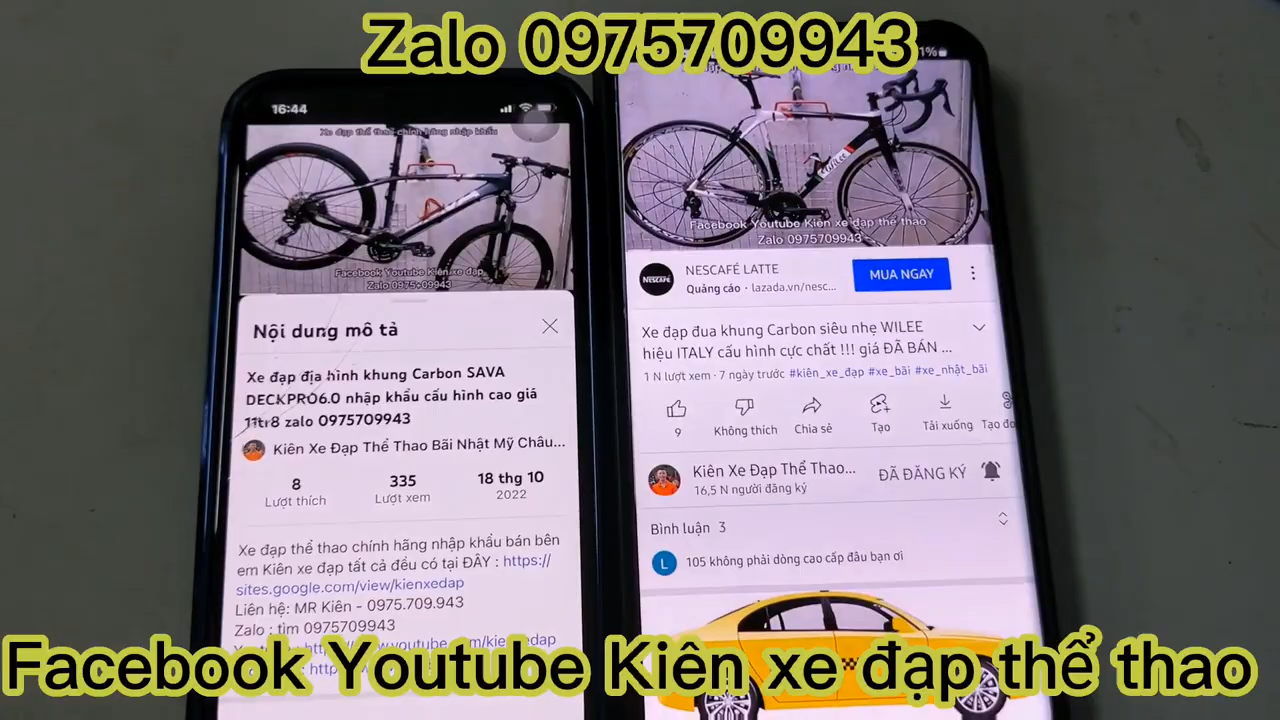 Zalo 0975709943
16:44
Xe đạp thể thao chính hãng nhập khẩu
Facebook Youtube Kiên xe đạp
Zalo 0975709943
Nội dung mô tả
Xe đạp địa hình khung Carbon SAVA
DECKPRO6.0 nhập khẩu cấu hình cao giá
11tr8 zalo 0975709943
Kiên Xe Đạp Thể Thao Bãi Nhật Mỹ Châu...
8
Lượt thích
335
Lượt xem
18 thg 10
2022
Xe đạp thể thao chính hãng nhập khẩu bán bên
em Kiên xe đạp tất cả đều có tại ĐÂY : https://
sites.google.com/view/kienxedap
Liên hệ: MR Kiên - 0975.709.943
Zalo : tìm 0975709943
1%
Facebook Youtube Kiên xe đạp thể thao
Zalo 0975709943
NESCAFÉ
NESCAFÉ LATTE
Quảng cáo · lazada.vn/nesc...
MUA NGAY
Xe đạp đua khung Carbon siêu nhẹ WILEE
hiệu ITALY cấu hình cực chất !!! giá ĐÃ BÁN ...
1 N lượt xem · 7 ngày trước #kiên_xe_đạp #xe_bãi #xe_nhật_bãi
9
Không thích
Chia sẻ
Tạo
Tải xuống
Tạo đo
Kiên Xe Đạp Thể Thao...
16,5 N người đăng ký
ĐÃ ĐĂNG KÝ
Bình luận 3
L
105 không phải dòng cao cấp đâu bạn ơi
Facebook Youtube Kiên xe đạp thể thao